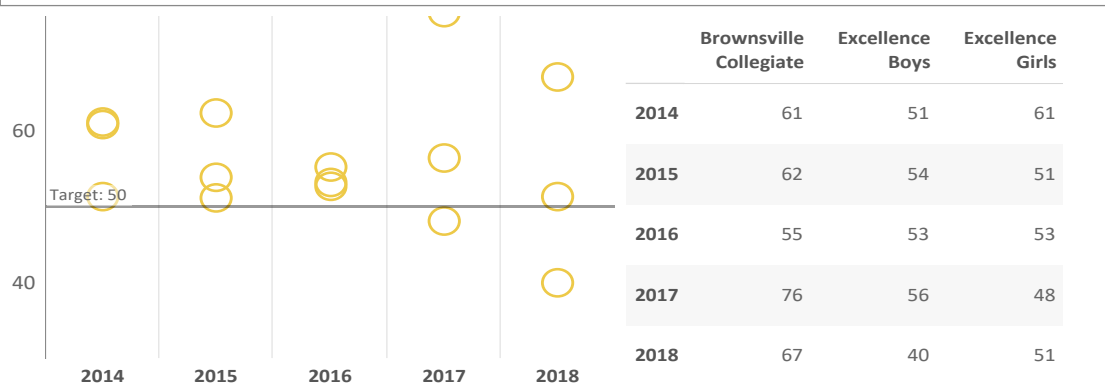 60
Target: 50
40
2014 2015 2016 2017 2018
Brownsville Excellence Excellence
Collegiate Boys Girls
2014 61 51 61
2015 62 54 51
2016 55 53 53
2017 76 56 48
2018 67 40 51